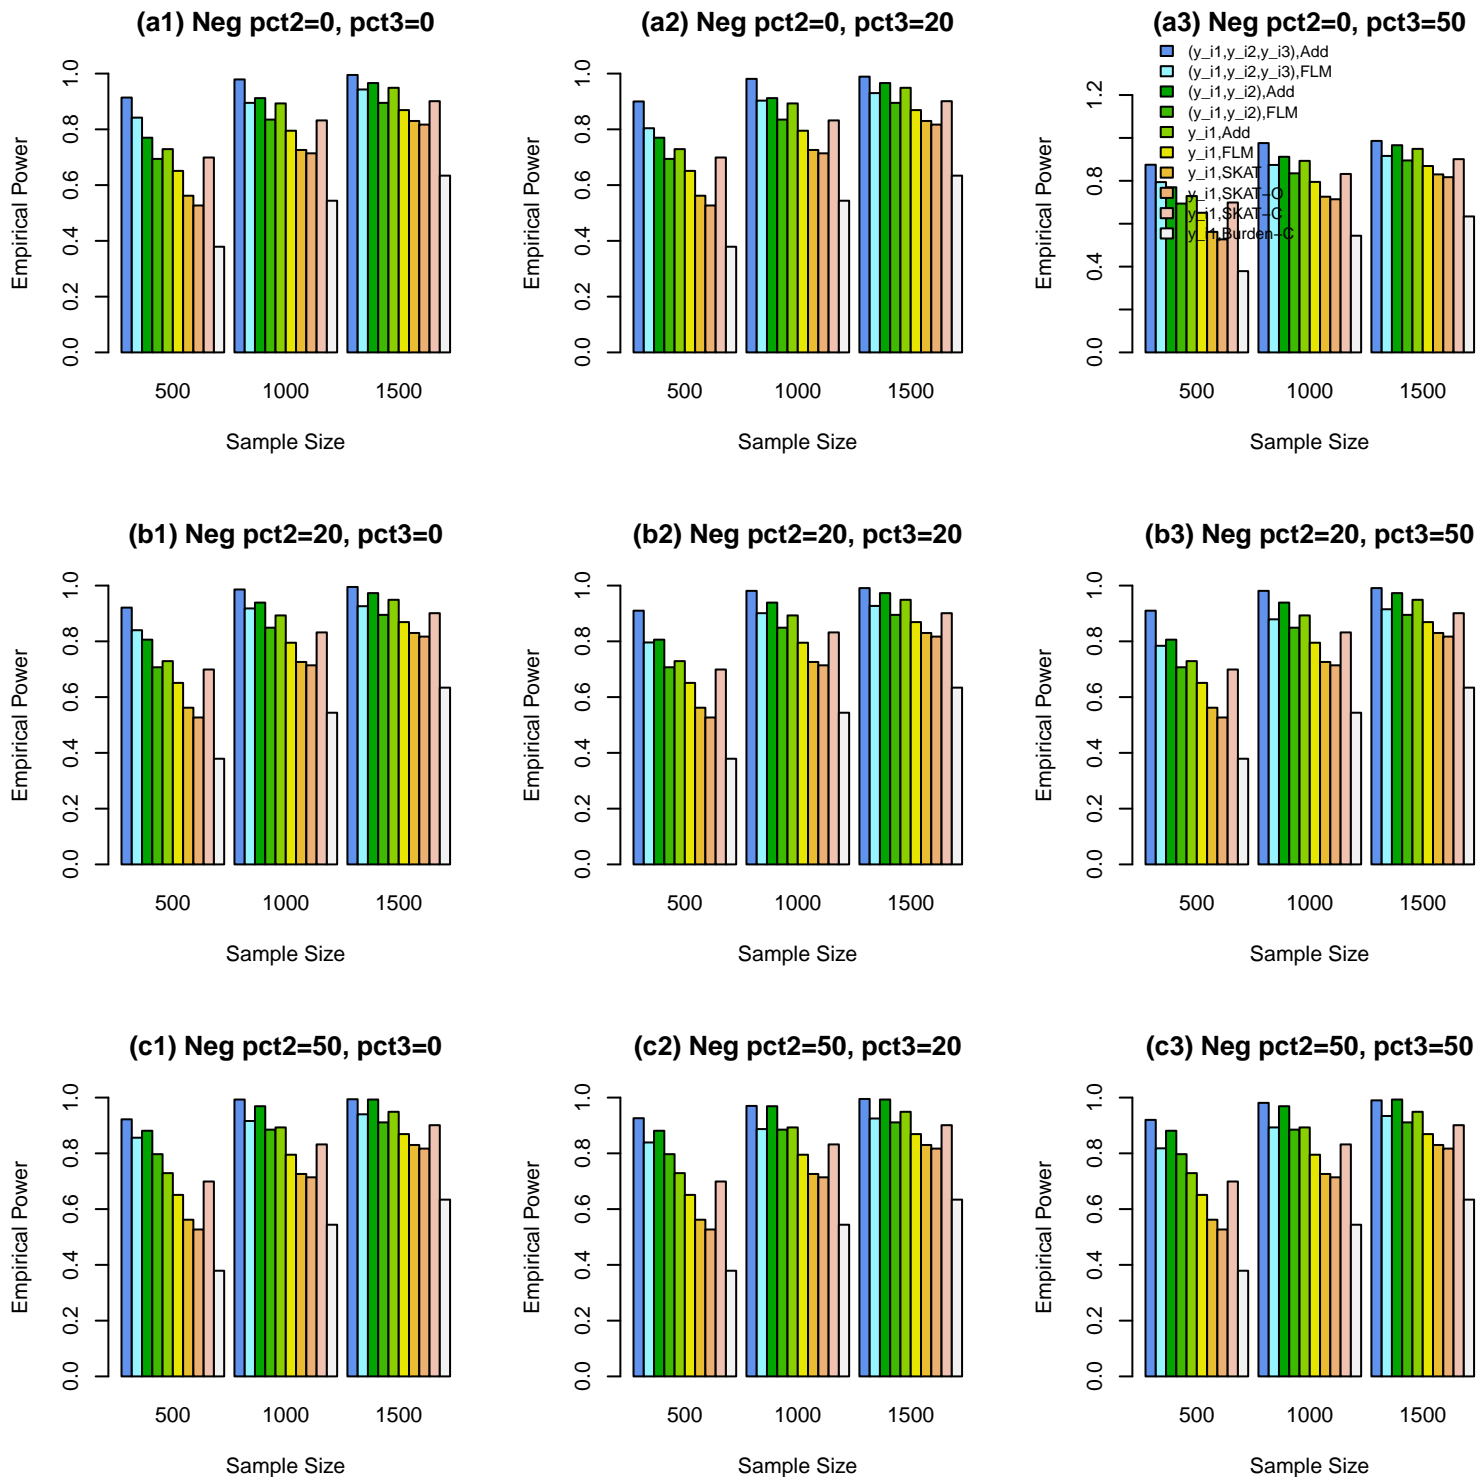 (a1) Neg pct2=0, pct3=0
Empirical Power
0.0 0.2 0.4 0.6 0.8 1.0
500 1000 1500
Sample Size
(a2) Neg pct2=0, pct3=20
Empirical Power
0.0 0.2 0.4 0.6 0.8 1.0
500 1000 1500
Sample Size
(a3) Neg pct2=0, pct3=50
(y_i1,y_i2,y_i3),Add
(y_i1,y_i2,y_i3),FLM
(y_i1,y_i2),Add
(y_i1,y_i2),FLM
y_i1,Add
y_i1,FLM
y_i1,SKAT
y_i1,SKAT-O
y_i1,SKAT-C
y_i1,Burden-C
Empirical Power
0.0 0.4 0.8 1.2
500 1000 1500
Sample Size
(b1) Neg pct2=20, pct3=0
Empirical Power
0.0 0.2 0.4 0.6 0.8 1.0
500 1000 1500
Sample Size
(b2) Neg pct2=20, pct3=20
Empirical Power
0.0 0.2 0.4 0.6 0.8 1.0
500 1000 1500
Sample Size
(b3) Neg pct2=20, pct3=50
Empirical Power
0.0 0.2 0.4 0.6 0.8 1.0
500 1000 1500
Sample Size
(c1) Neg pct2=50, pct3=0
Empirical Power
0.0 0.2 0.4 0.6 0.8 1.0
500 1000 1500
Sample Size
(c2) Neg pct2=50, pct3=20
Empirical Power
0.0 0.2 0.4 0.6 0.8 1.0
500 1000 1500
Sample Size
(c3) Neg pct2=50, pct3=50
Empirical Power
0.0 0.2 0.4 0.6 0.8 1.0
500 1000 1500
Sample Size